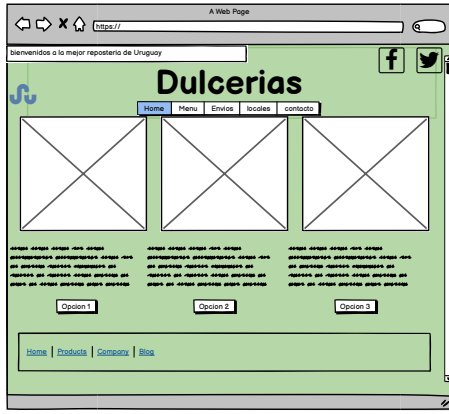 A Web Page
https://
bienvenidos a la mejor reposteria de Uruguay
Dulcerias
Home Menu Envios locales contacto
Opcion 1 Opcion 2 Opcion 3
Home | Products | Company | Blog